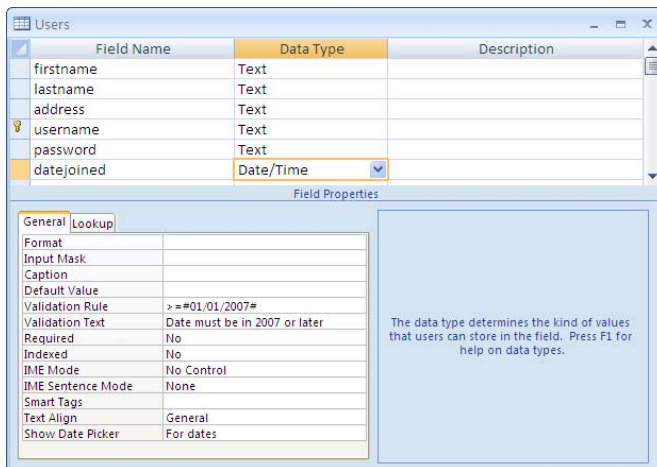 Users
Field Name Data Type Description
firstname Text
lastname Text
address Text
username Text
password Text
datejoined Date/Time
Field Properties
General Lookup
Format
Input Mask
Caption
Default Value
Validation Rule >=#01/01/2007#
Validation Text Date must be in 2007 or later
Required No
Indexed No
IME Mode No Control
IME Sentence Mode None
Smart Tags
Text Align General
Show Date Picker For dates
The data type determines the kind of values
that users can store in the field. Press F1 for
help on data types.